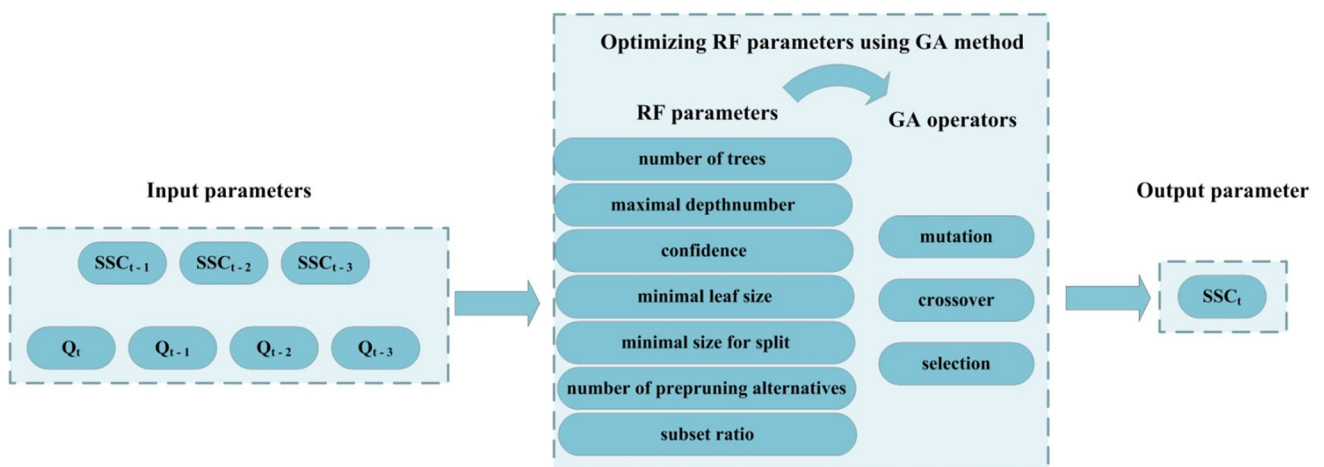 Optimizing RF parameters using GA method
Input parameters
SSCt - 1 SSCt - 2 SSCt - 3
Qt Qt - 1 Qt - 2 Qt - 3
RF parameters
number of trees
maximal depthnumber
confidence
minimal leaf size
minimal size for split
number of prepruning alternatives
subset ratio
GA operators
mutation
crossover
selection
Output parameter
SSCt